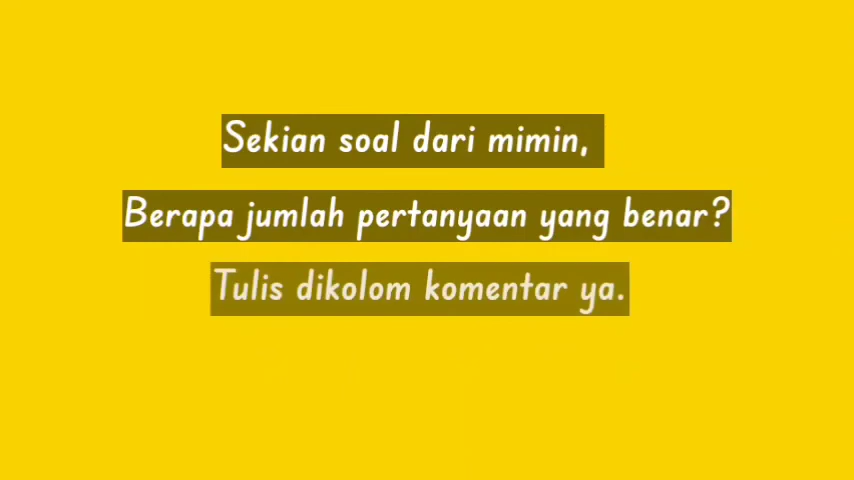 Sekian soal dari mimin,
Berapa jumlah pertanyaan yang benar?
Tulis dikolom komentar ya.